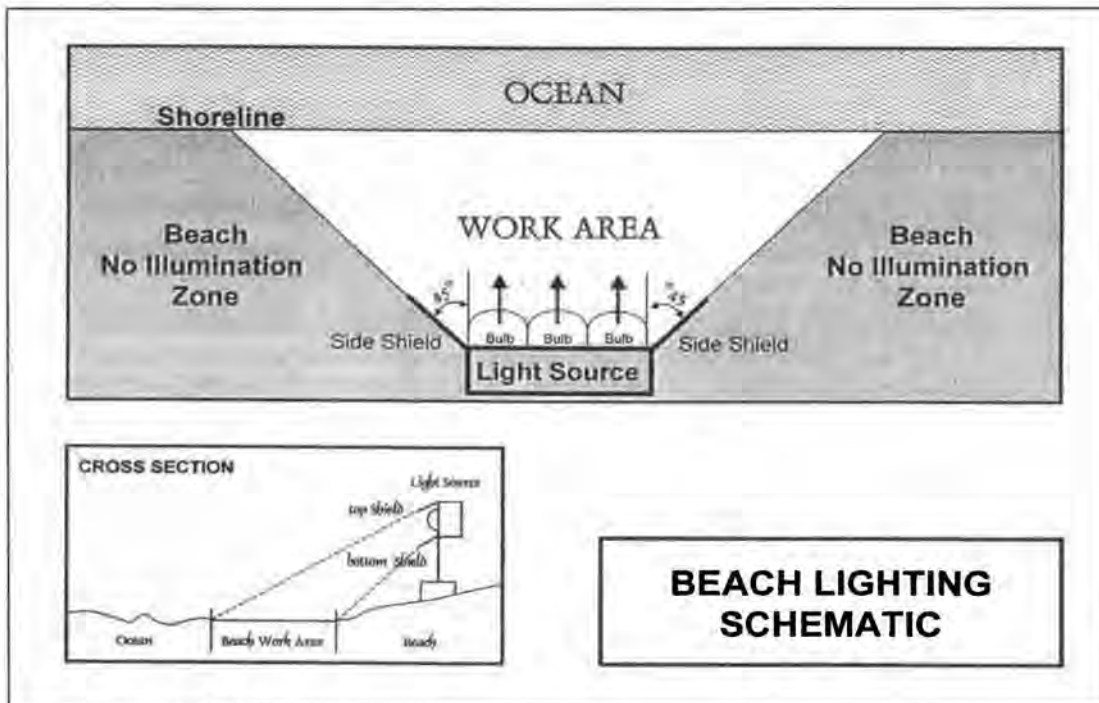 OCEAN
Shoreline
WORK AREA
Beach
No Illumination
Zone
Beach
No Illumination
Zone
45°
45°
Side Shield
Bulb
Bulb
Bulb
Side Shield
Light Source
CROSS SECTION
Light Source
top Shield
bottom Shield
Ocean
Beach Work Area
Beach
BEACH LIGHTING
SCHEMATIC